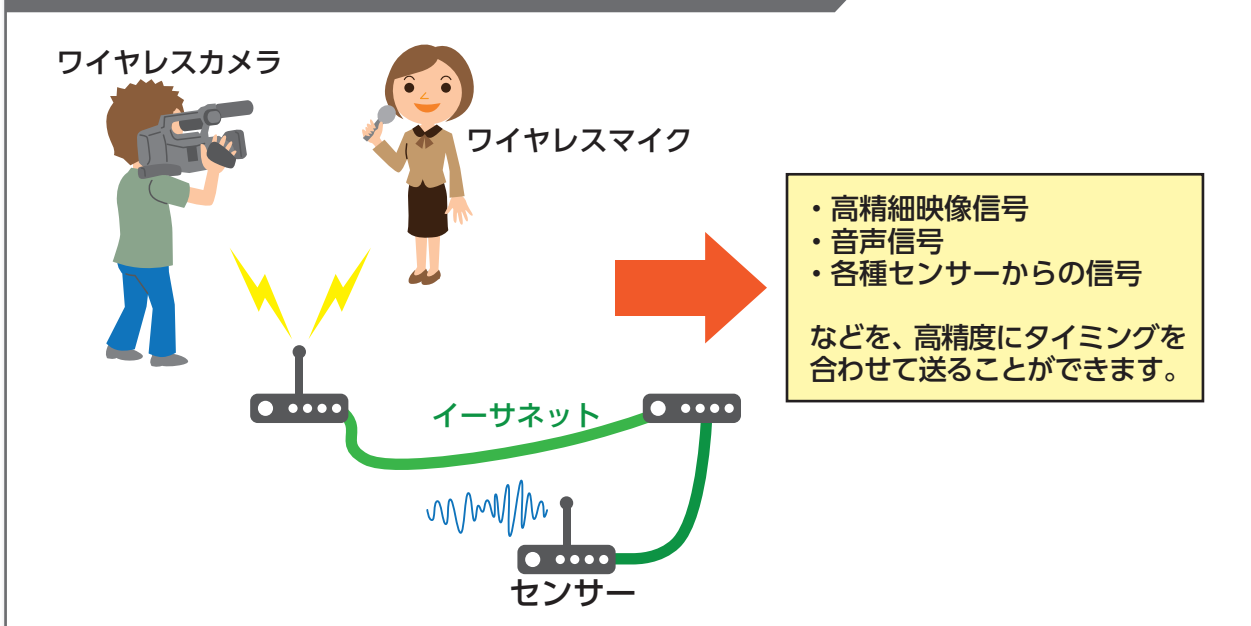 ワイヤレスカメラ
ワイヤレスマイク
・高精細映像信号
・音声信号
・各種センサーからの信号
などを、高精度にタイミングを
合わせて送ることができます。
イーサネット
センサー